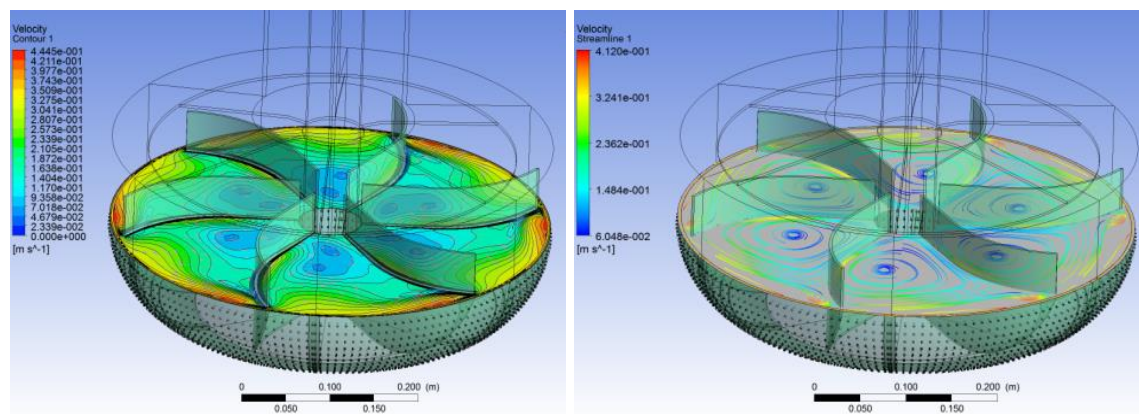 Velocity
Contour 1
4.445e-001
4.211e-001
3.977e-001
3.743e-001
3.509e-001
3.275e-001
3.041e-001
2.807e-001
2.573e-001
2.339e-001
2.105e-001
1.872e-001
1.638e-001
1.404e-001
1.170e-001
9.358e-002
7.018e-002
4.679e-002
2.339e-002
0.000e+000
[m s^-1]
0 0.100 0.200 (m)
0.050 0.150
Velocity
Streamline 1
4.120e-001
3.241e-001
2.362e-001
1.484e-001
6.048e-002
[m s^-1]
0 0.100 0.200 (m)
0.050 0.150